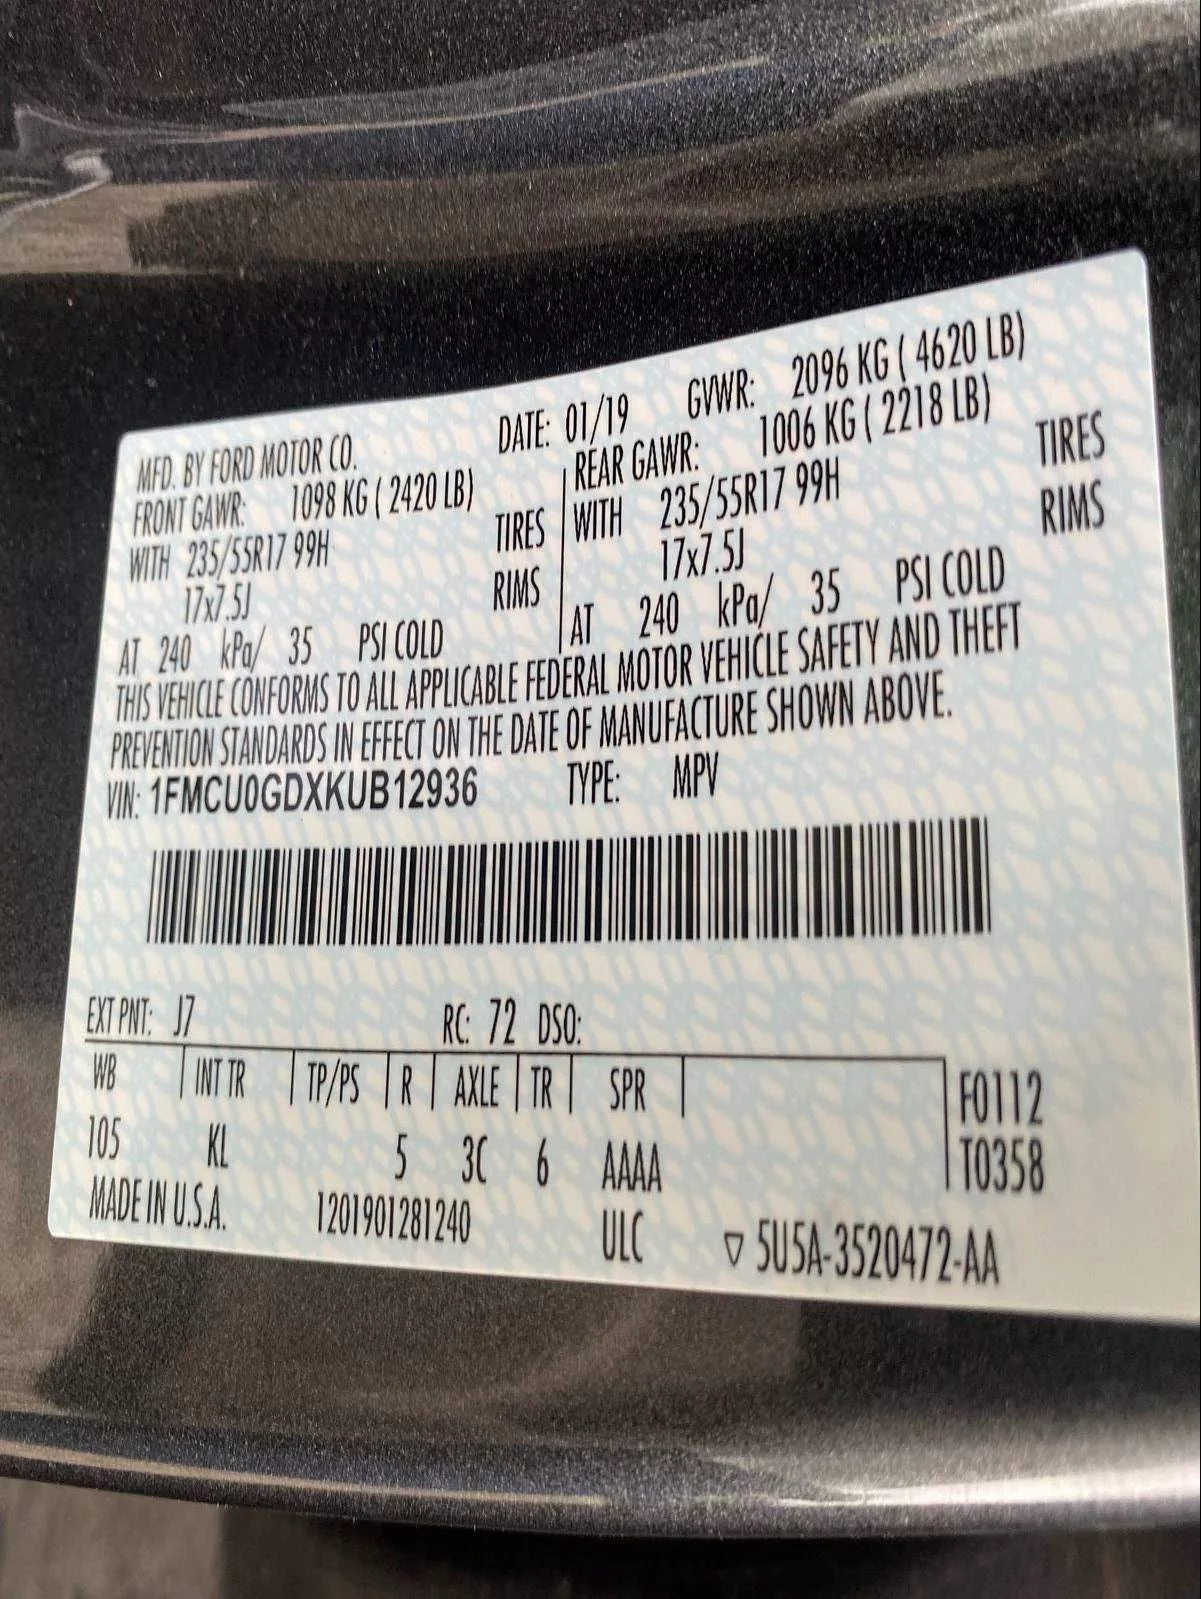 MFD. BY FORD MOTOR CO. DATE: 01/19 GVWR: 2096 KG ( 4620 LB)
FRONT GAWR: 1098 KG ( 2420 LB) REAR GAWR: 1006 KG ( 2218 LB)
WITH 235/55R17 99H TIRES WITH 235/55R17 99H TIRES
17x7.5J RIMS 17x7.5J RIMS
AT 240 kPa/ 35 PSI COLD AT 240 kPa/ 35 PSI COLD
THIS VEHICLE CONFORMS TO ALL APPLICABLE FEDERAL MOTOR VEHICLE SAFETY AND THEFT
PREVENTION STANDARDS IN EFFECT ON THE DATE OF MANUFACTURE SHOWN ABOVE.
VIN: 1FMCU0GDXKUB12936 TYPE: MPV
EXT PNT: J7 RC: 72 DSO:
WB INT TR TP/PS R AXLE TR SPR F0112
105 KL 5 3C 6 AAAA T0358
MADE IN U.S.A. 1201901281240 ULC ▽ 5U5A-3520472-AA